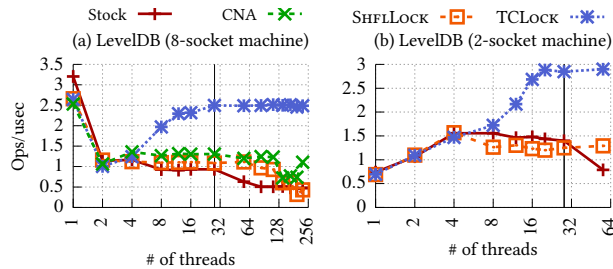 Stock CNA SHFLLOCK TCLOCK
(a) LevelDB (8-socket machine) (b) LevelDB (2-socket machine)
Ops/usec
3.5
3
2.5
2
1.5
1
0.5
0
1 2 4 8 16 32 64 128 256
# of threads
3
2.5
2
1.5
1
0.5
0
1 2 4 8 16 32 64
# of threads